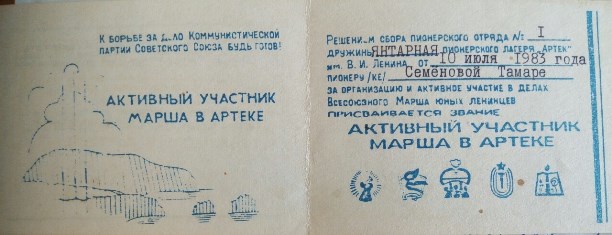 К БОРЬБЕ ЗА ДЕЛО КОММУНИСТИЧЕСКОЙ
ПАРТИИ СОВЕТСКОГО СОЮЗА БУДЬ ГОТОВ!
АКТИВНЫЙ УЧАСТНИК
МАРША В АРТЕКЕ
РЕШЕНИЕМ СБОРА ПИОНЕРСКОГО ОТРЯДА № I
ДРУЖИНЫ ЯНТАРНАЯ ПИОНЕРСКОГО ЛАГЕРЯ „АРТЕК"
ИМ. В. И. ЛЕНИНА ОТ 10 июля 1983 года
ПИОНЕРУ /КЕ/ Семёновой Тамаре
ЗА ОРГАНИЗАЦИЮ И АКТИВНОЕ УЧАСТИЕ В ДЕЛАХ
ВСЕСОЮЗНОГО МАРША ЮНЫХ ЛЕНИНЦЕВ
ПРИСВАИВАЕТСЯ ЗВАНИЕ
АКТИВНЫЙ УЧАСТНИК
МАРША В АРТЕКЕ